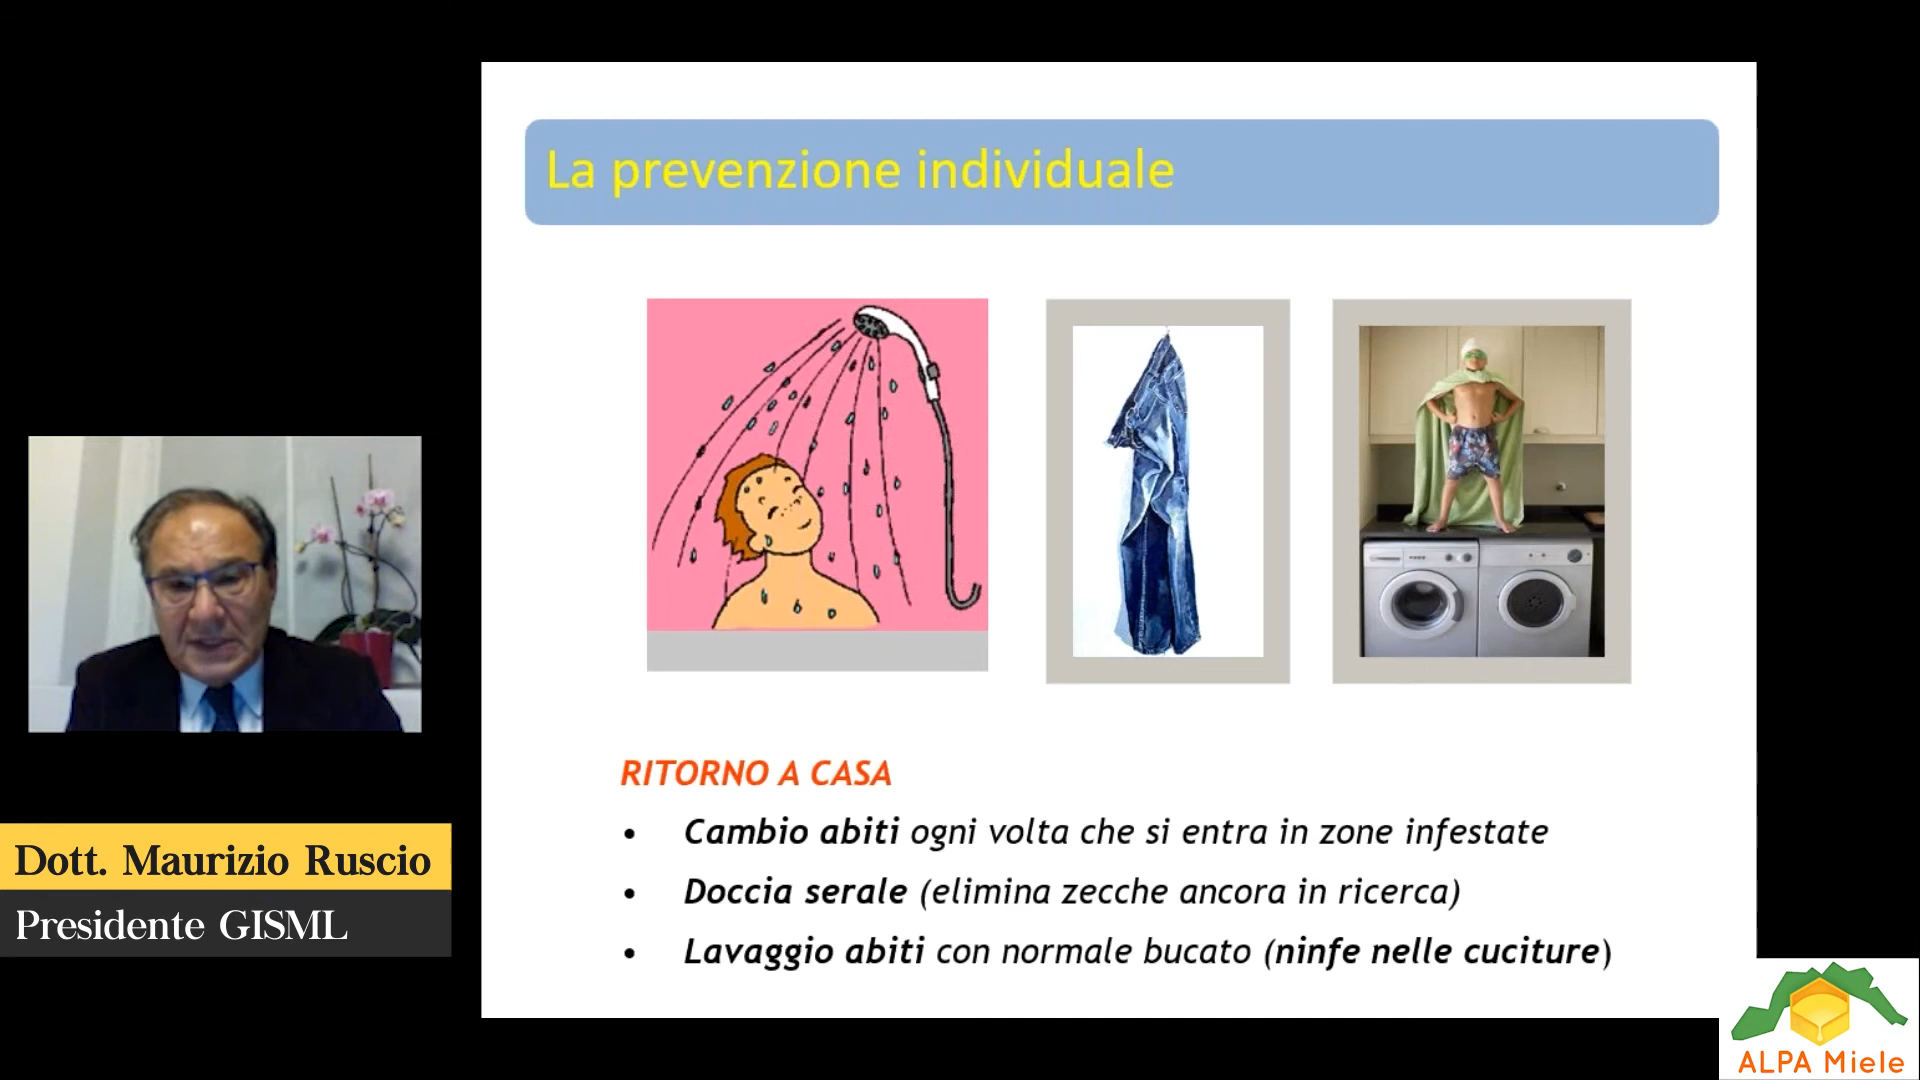 La prevenzione individuale
RITORNO A CASA
• Cambio abiti ogni volta che si entra in zone infestate
• Doccia serale (elimina zecche ancora in ricerca)
• Lavaggio abiti con normale bucato (ninfe nelle cuciture)
Dott. Maurizio Ruscio
Presidente GISML
ALPA Miele